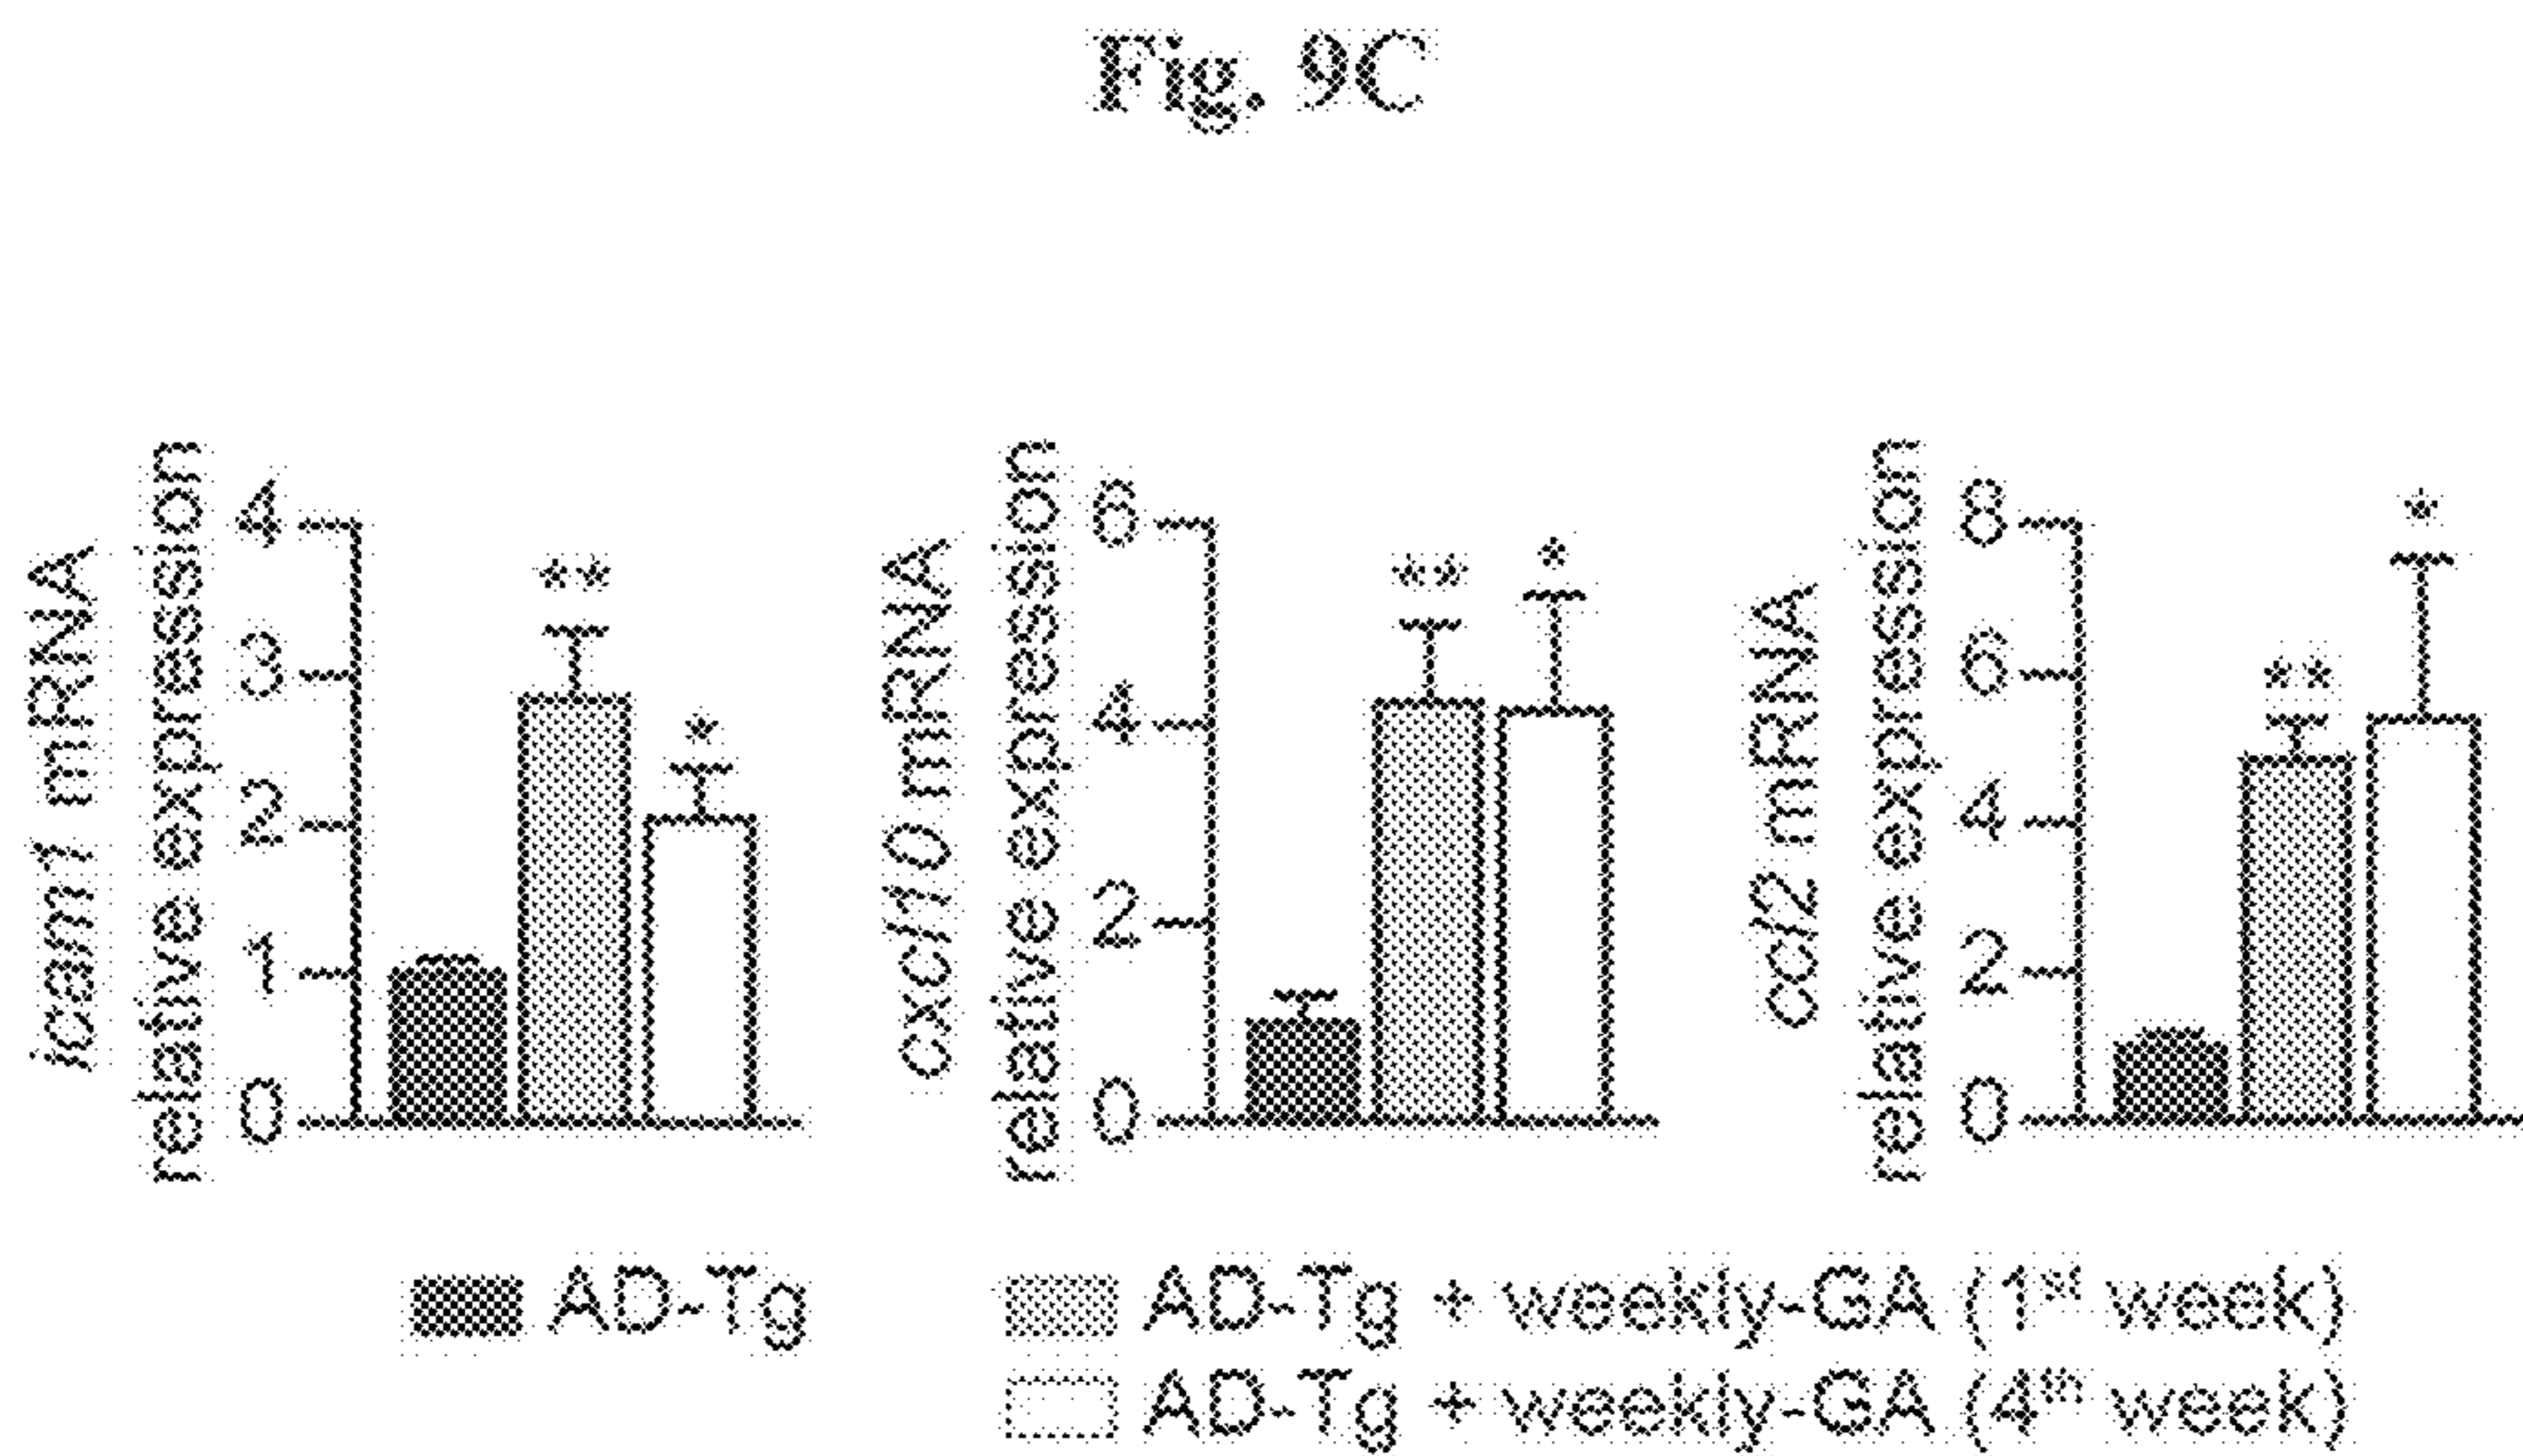 Fig. 9C
icam1 mRNA
relative expression
4
3
2
1
0
**
*
cxcl10 mRNA
relative expression
6
4
2
0
**
*
ccl2 mRNA
relative expression
8
6
4
2
0
**
*
AD-Tg
AD-Tg + weekly-GA (1st week)
AD-Tg + weekly-GA (4th week)